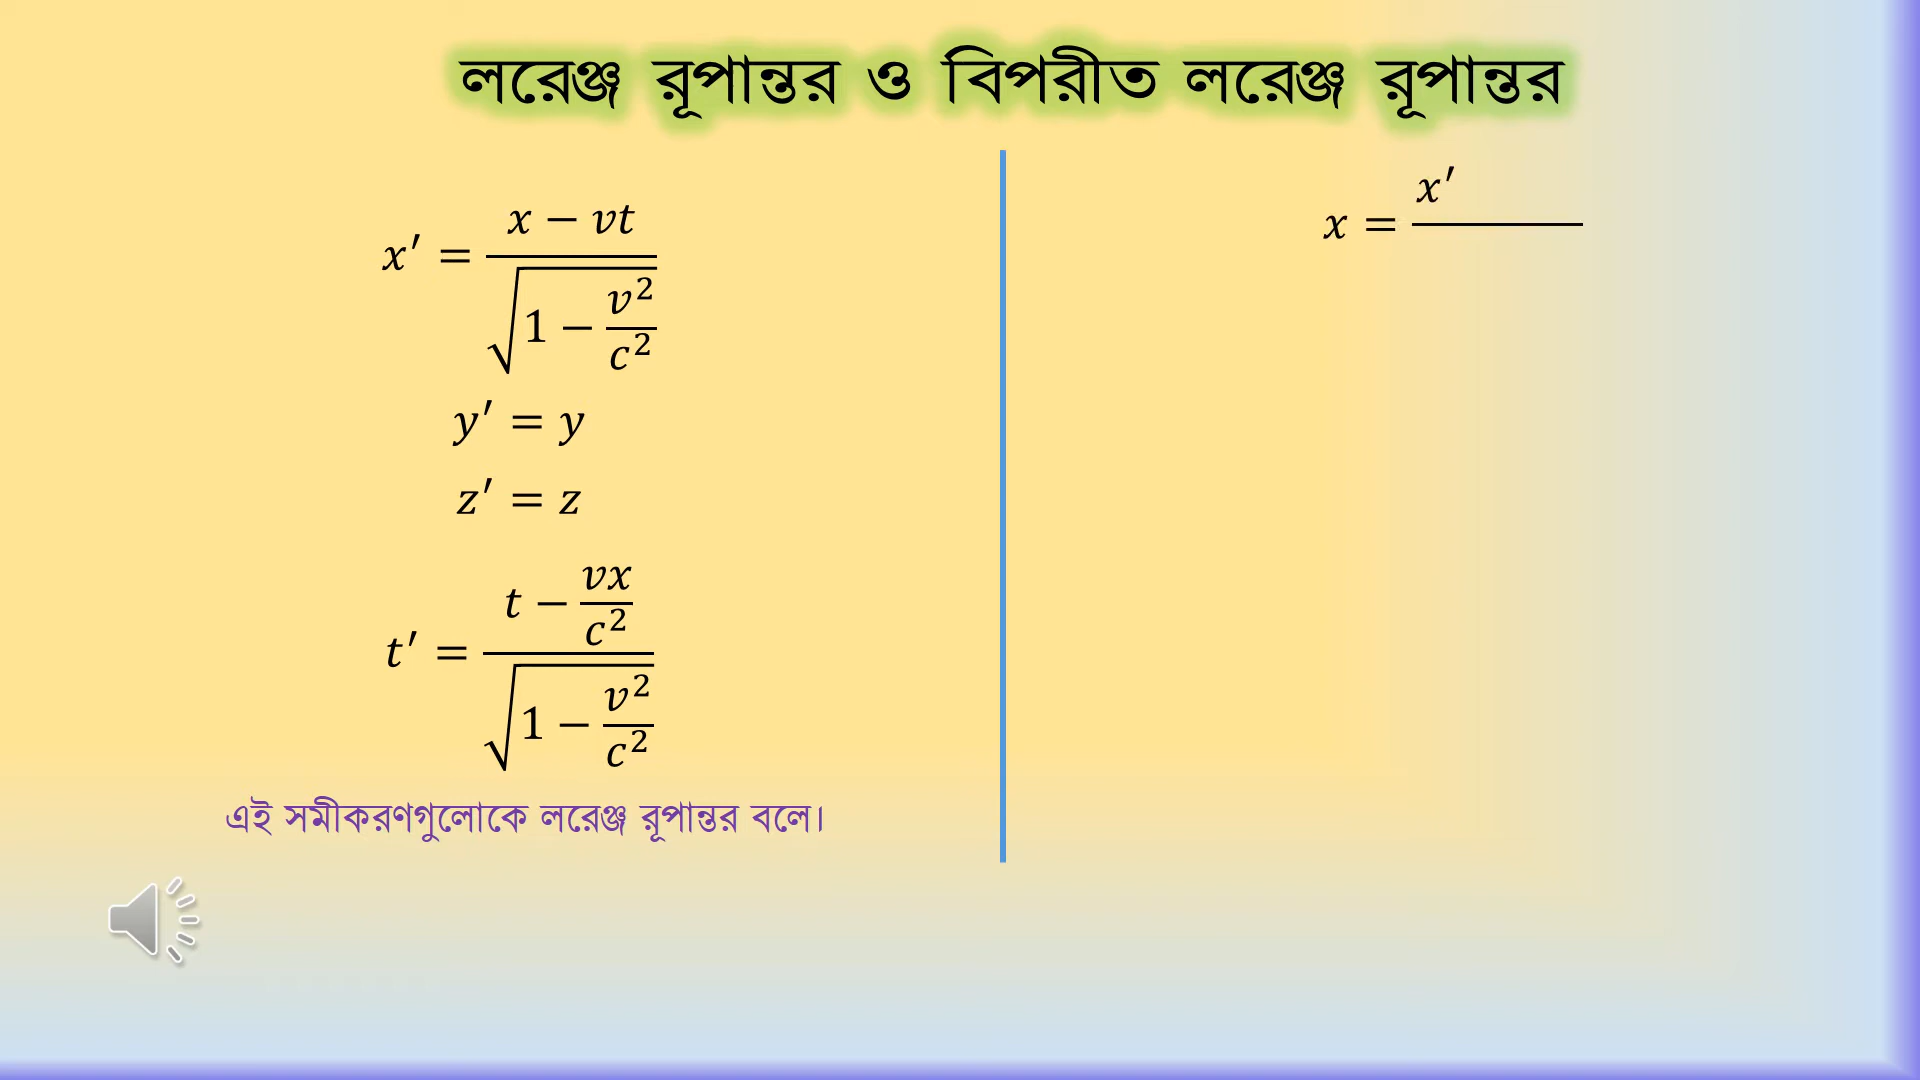 লরেঞ্জ রূপান্তর ও বিপরীত লরেঞ্জ রূপান্তর
x′ = (x − vt) / √(1 − v²/c²)
y′ = y
z′ = z
t′ = (t − vx/c²) / √(1 − v²/c²)
এই সমীকরণগুলোকে লরেঞ্জ রূপান্তর বলে।
x = x′ /